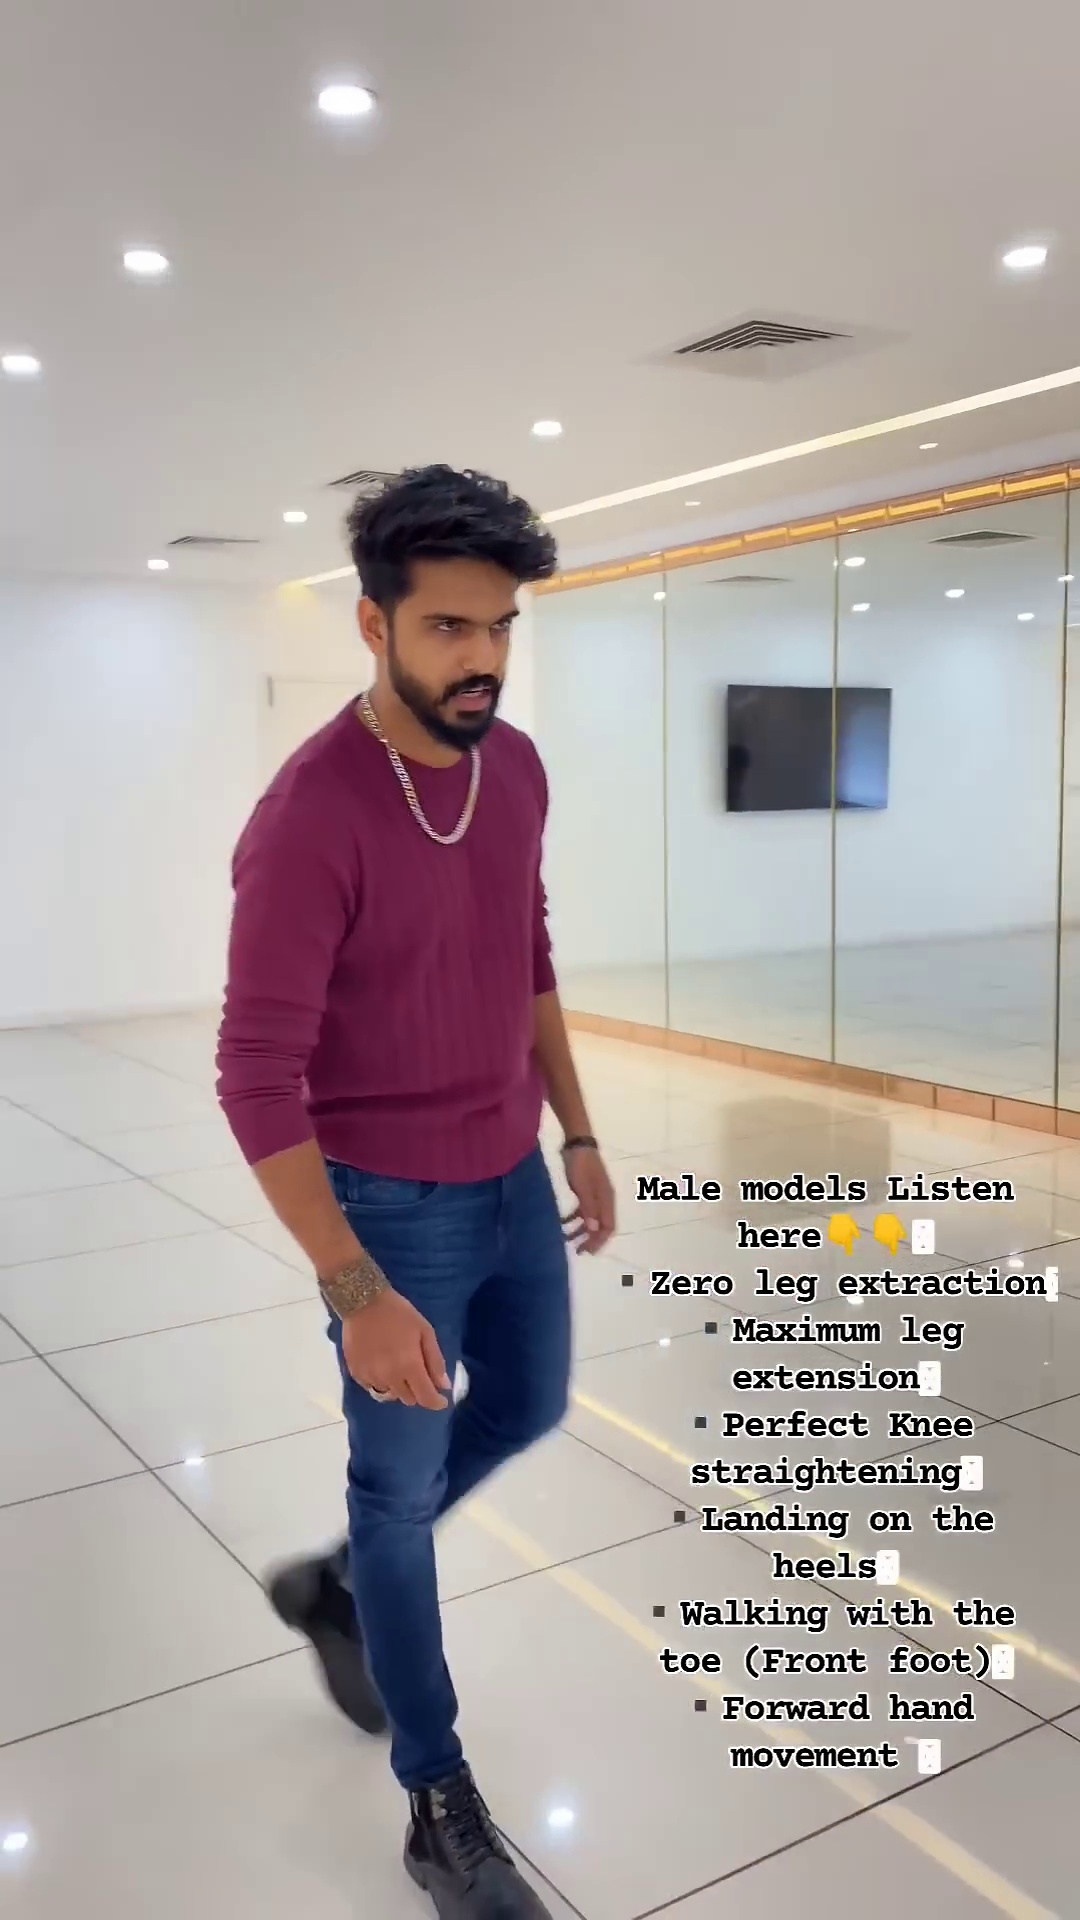 Male models Listen
here👇👇
▪ Zero leg extraction
▪ Maximum leg
extension
▪ Perfect Knee
straightening
▪ Landing on the
heels
▪ Walking with the
toe (Front foot)
▪ Forward hand
movement